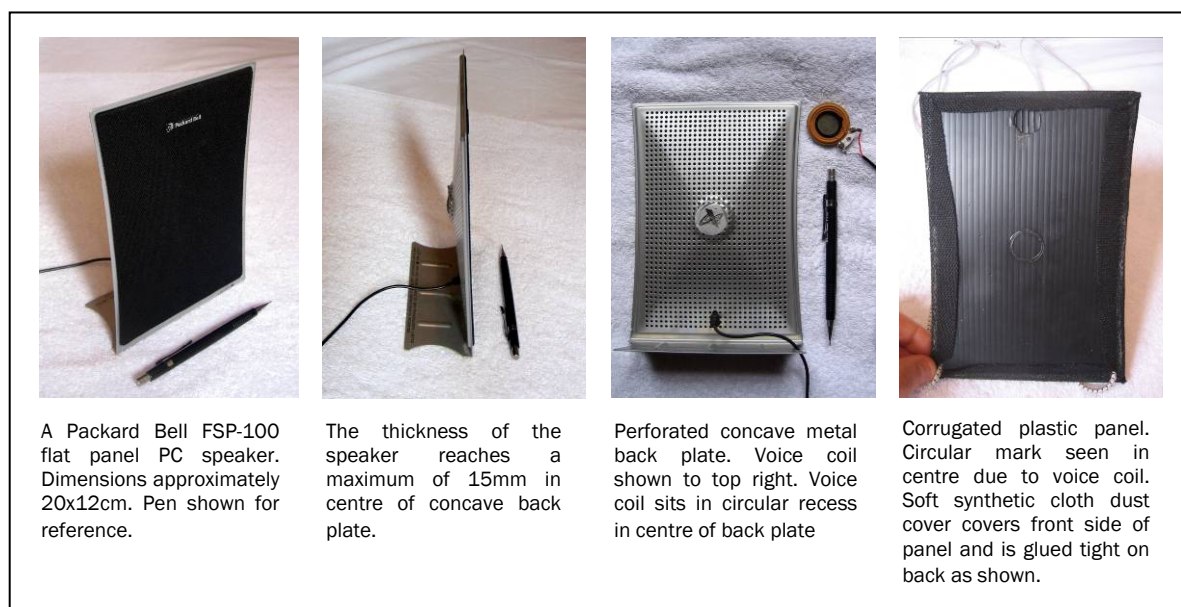 Packard Bell
A Packard Bell FSP-100
flat panel PC speaker.
Dimensions approximately
20x12cm. Pen shown for
reference.
The thickness of the
speaker reaches a
maximum of 15mm in
centre of concave back
plate.
Perforated concave metal
back plate. Voice coil
shown to top right. Voice
coil sits in circular recess
in centre of back plate
Corrugated plastic panel.
Circular mark seen in
centre due to voice coil.
Soft synthetic cloth dust
cover covers front side of
panel and is glued tight on
back as shown.